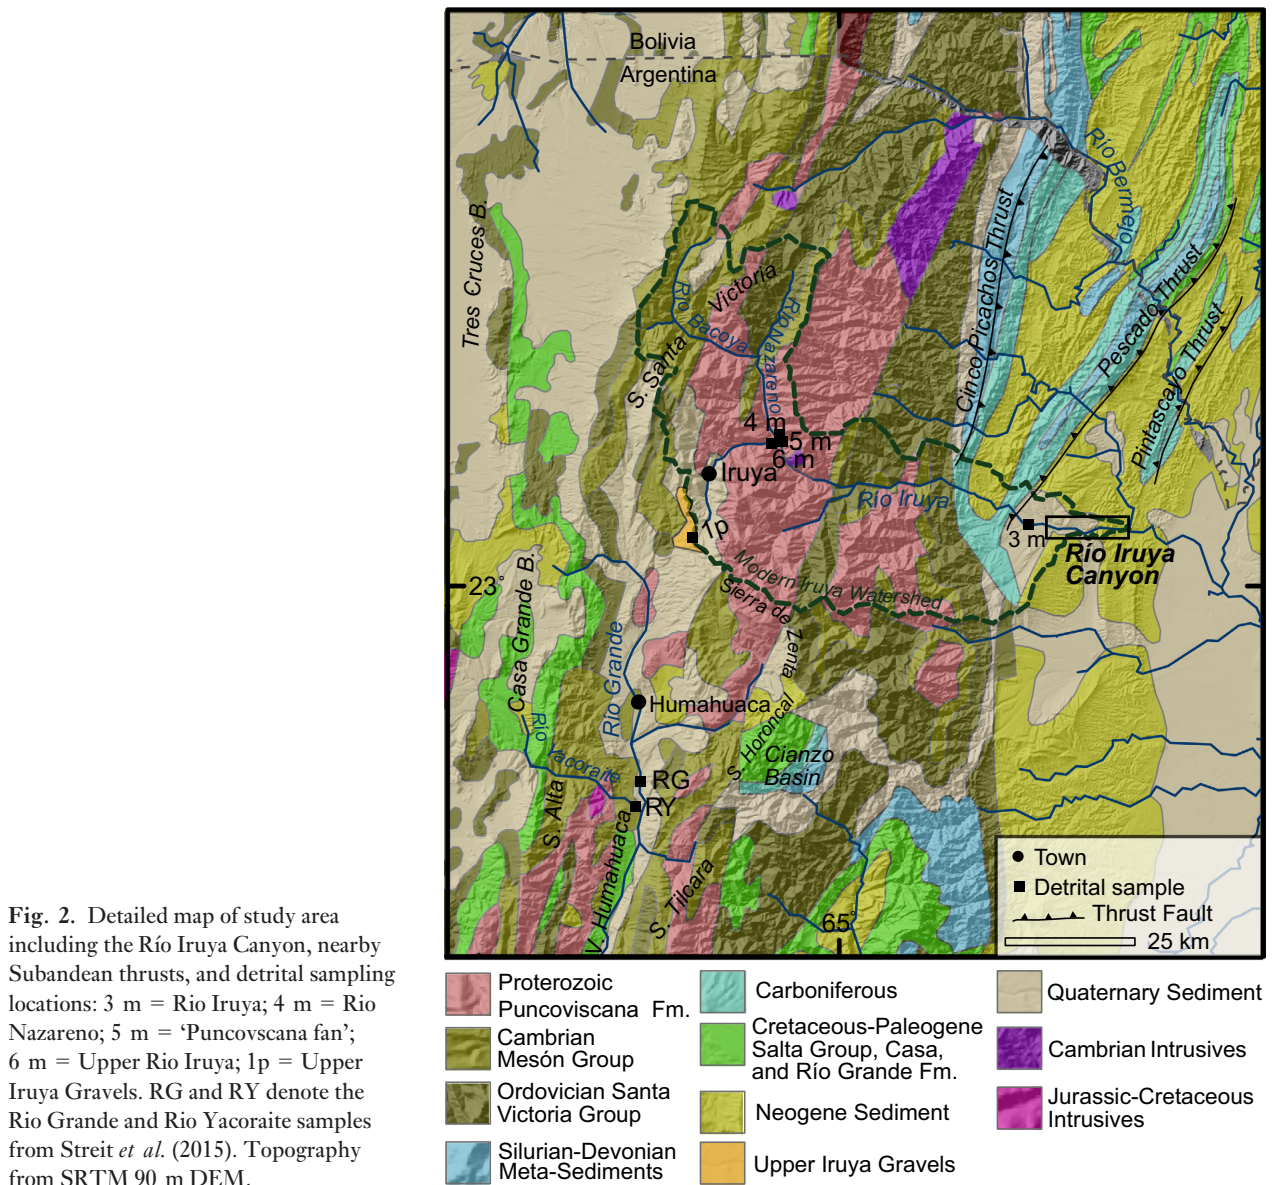 Bolivia
Argentina
Río Bermejo
Tres Cruces B.
Cinco Picachos Thrust
Victoria
Río Bacoya
Río Nazareno
Pescado Thrust
S. Santa
Pintascayo Thrust
4 m
5 m
6 m
Iruya
Río Iruya
1p
3 m
Río Iruya
Canyon
Modern Iruya Watershed
23°
Casa Grande B.
Sierra de Zenta
Río Grande
Humahuaca
S. Horoncal
Cianzo
Basin
Río Yacoraite
RG
RY
S. Alta
V. Humahuaca
S. Tilcara
65°
Town
Detrital sample
Thrust Fault
25 km
Fig. 2. Detailed map of study area
including the Río Iruya Canyon, nearby
Subandean thrusts, and detrital sampling
locations: 3 m = Rio Iruya; 4 m = Rio
Nazareno; 5 m = ‘Puncovscana fan’;
6 m = Upper Rio Iruya; 1p = Upper
Iruya Gravels. RG and RY denote the
Rio Grande and Rio Yacoraite samples
from Streit et al. (2015). Topography
from SRTM 90 m DEM.
Proterozoic
Puncoviscana Fm.
Cambrian
Mesón Group
Ordovician Santa
Victoria Group
Silurian-Devonian
Meta-Sediments
Carboniferous
Cretaceous-Paleogene
Salta Group, Casa,
and Río Grande Fm.
Neogene Sediment
Upper Iruya Gravels
Quaternary Sediment
Cambrian Intrusives
Jurassic-Cretaceous
Intrusives